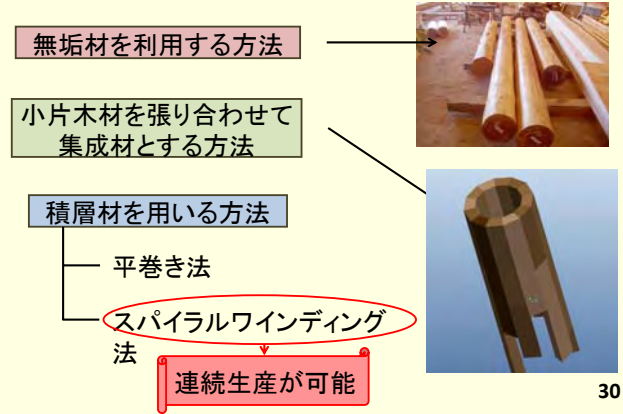 無垢材を利用する方法
小片木材を張り合わせて
集成材とする方法
積層材を用いる方法
平巻き法
スパイラルワインディング
法
連続生産が可能
30